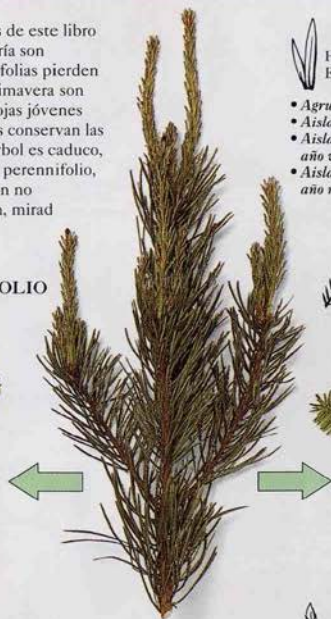 s de este libro
ría son
folias pierden
imavera son
ojas jóvenes
s conservan las
rbol es caduco,
perennifolio,
n no
, mirad
OLIO
• Agru
• Aisla
• Aisla
año
• Aisla
año